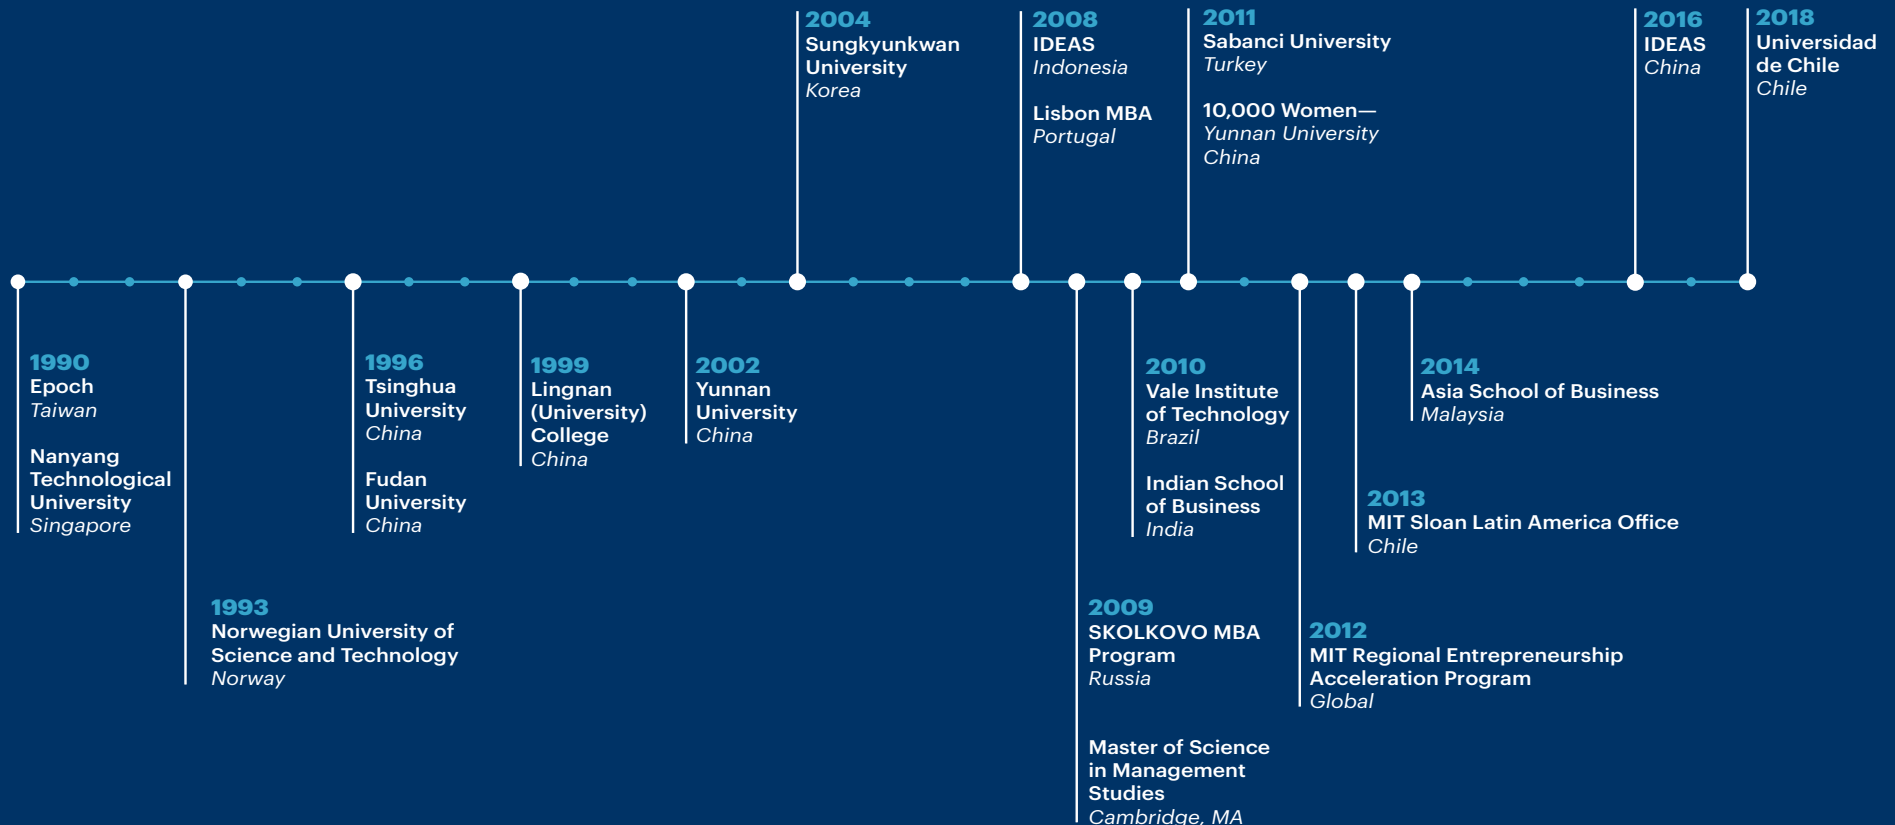 2004
Sungkyunkwan
University
Korea
2008
IDEAS
Indonesia
Lisbon MBA
Portugal
2011
Sabanci University
Turkey
10,000 Women—
Yunnan University
China
2016
IDEAS
China
2018
Universidad
de Chile
Chile
1990
Epoch
Taiwan
Nanyang
Technological
University
Singapore
1993
Norwegian University of
Science and Technology
Norway
1996
Tsinghua
University
China
Fudan
University
China
1999
Lingnan
(University)
College
China
2002
Yunnan
University
China
2009
SKOLKOVO MBA
Program
Russia
Master of Science
in Management
Studies
Cambridge, MA
2010
Vale Institute
of Technology
Brazil
Indian School
of Business
India
2012
MIT Regional Entrepreneurship
Acceleration Program
Global
2013
MIT Sloan Latin America Office
Chile
2014
Asia School of Business
Malaysia